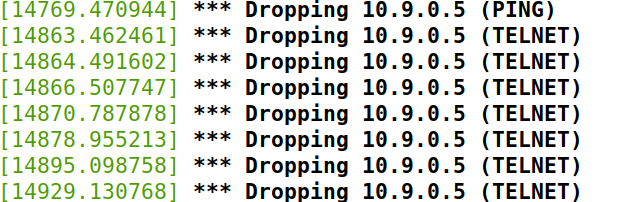 [14769.470944] *** Dropping 10.9.0.5 (PING)
[14863.462461] *** Dropping 10.9.0.5 (TELNET)
[14864.491602] *** Dropping 10.9.0.5 (TELNET)
[14866.507747] *** Dropping 10.9.0.5 (TELNET)
[14870.787878] *** Dropping 10.9.0.5 (TELNET)
[14878.955213] *** Dropping 10.9.0.5 (TELNET)
[14895.098758] *** Dropping 10.9.0.5 (TELNET)
[14929.130768] *** Dropping 10.9.0.5 (TELNET)